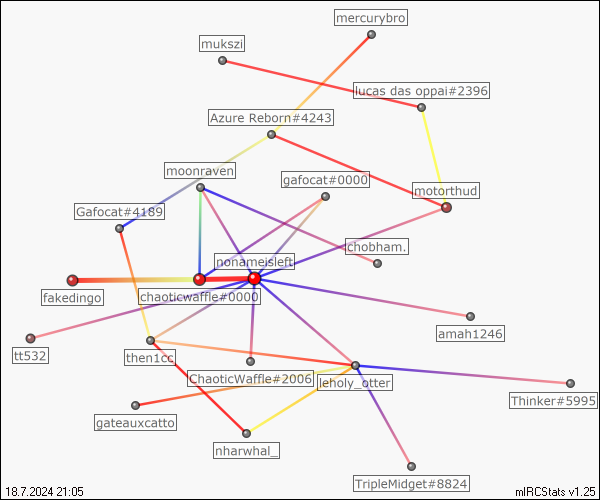 mercurybro
mukszi
lucas das oppai#2396
Azure Reborn#4243
moonraven
gafocat#0000
motorthud
Gafocat#4189
chobham.
nonameisleft
fakedingo
chaoticwaffle#0000
amah1246
tt532
then1cc
ChaoticWaffle#2006
leholy_otter
Thinker#5995
gateauxcatto
nharwhal_
TripleMidget#8824
18.7.2024 21:05
mIRCStats v1.25